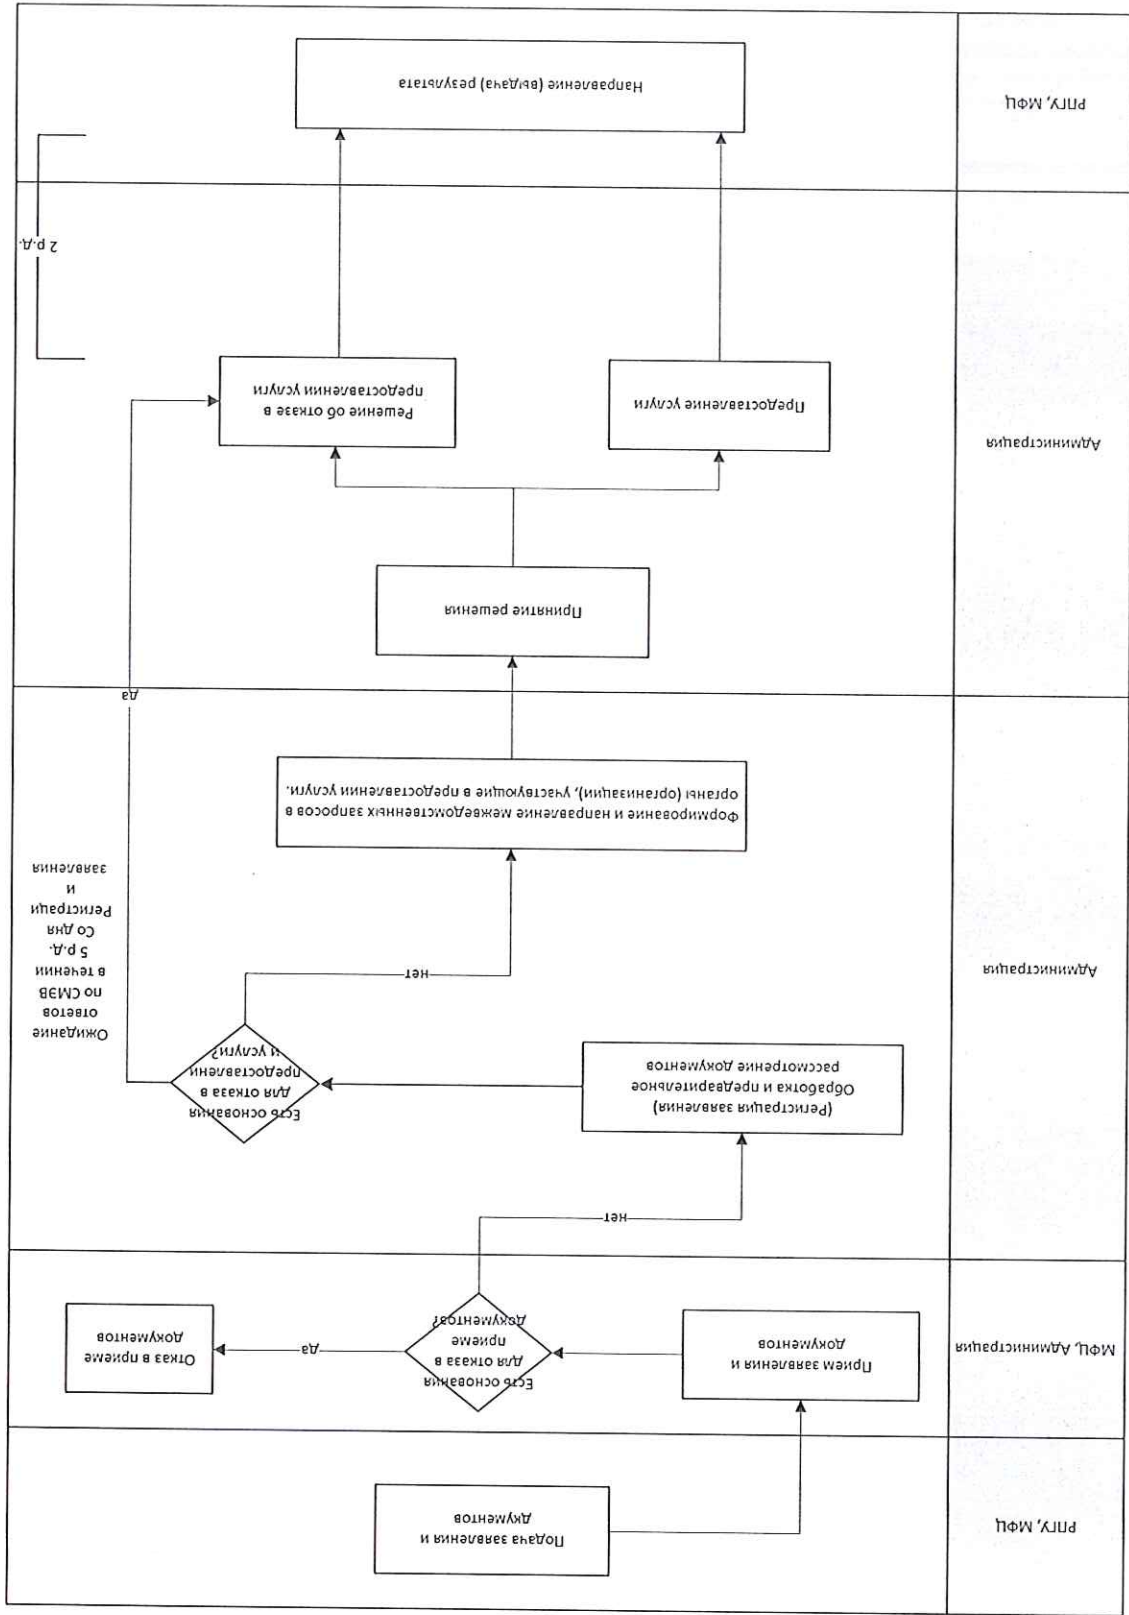 РПГУ, МФЦ
Подача заявления и
дкументов
МФЦ, Администрация
Прием заявления и
документов
Есть основания
для отказа в
приеме
документов?
да
Отказ в приеме
документов
нет
Администрация
(Регистрация заявления)
Обработка и предварительное
рассмотрение документов
Есть основания
для отказа в
предоставлени
и услуги?
нет
Ожидание
ответов
по СМЭВ
в течении
5 р.д.
Со дня
Регистраци
и
заявления
Формирование и направление межведомственных запросов в
органы (организации), участвующие в предоставлении услуги.
да
Администрация
Принятие решения
Предоставление услуги
Решение об отказе в
предоставлении услуги
2 р.д.
РПГУ, МФЦ
Направление (выдача) результата